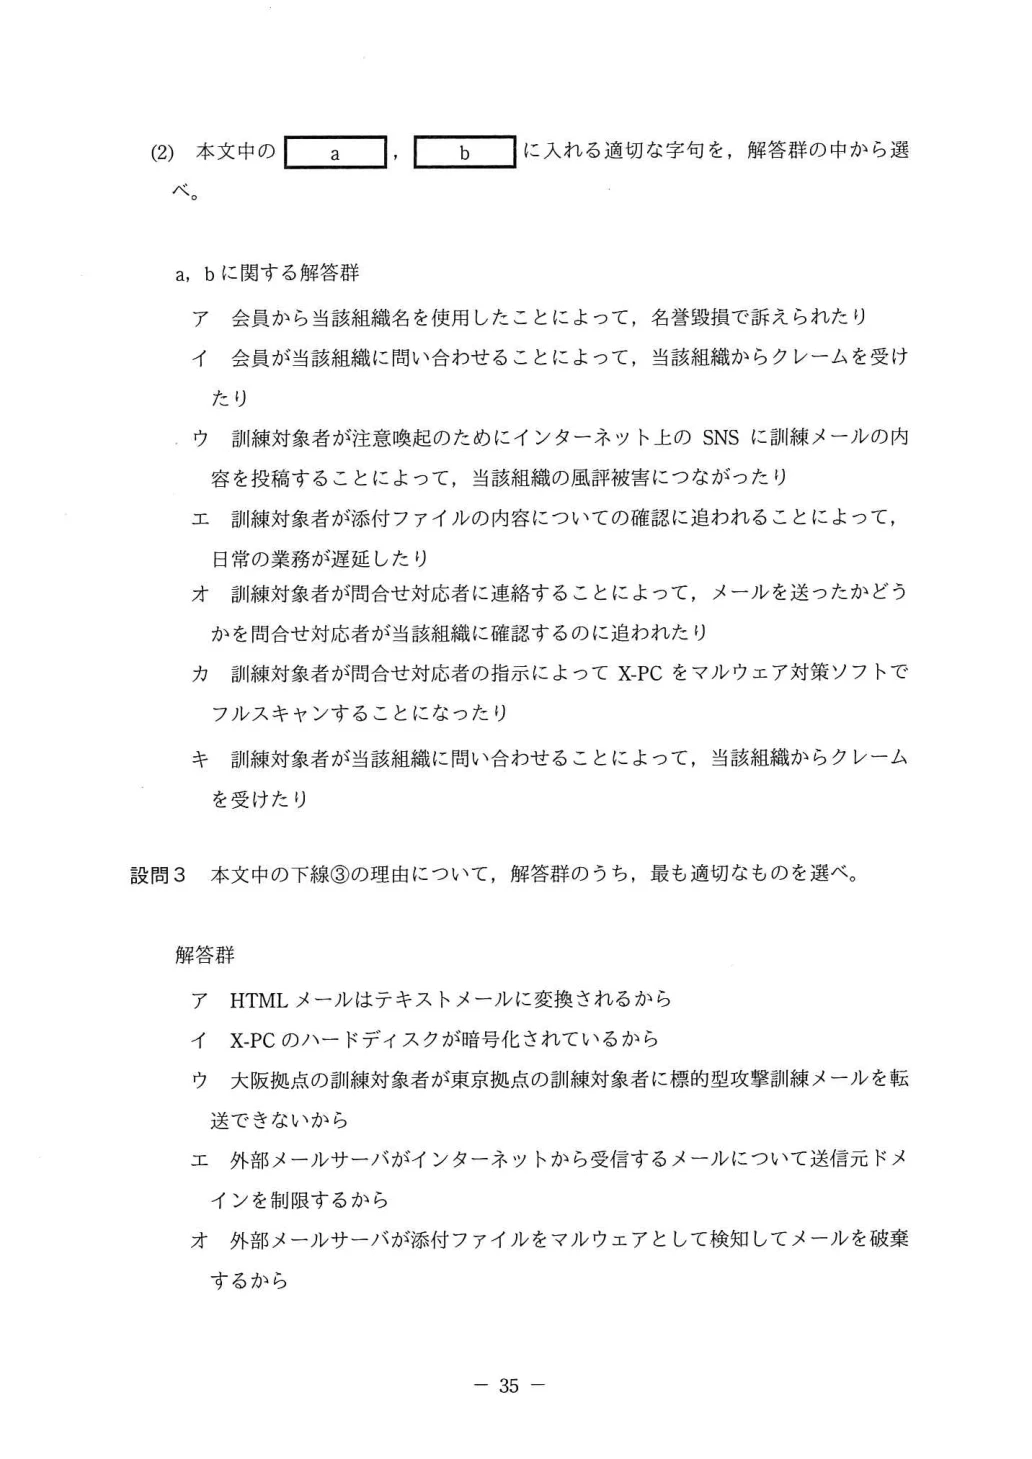 (2) 本文中の a ， b に入れる適切な字句を，解答群の中から選
べ。
a，b に関する解答群
ア 会員から当該組織名を使用したことによって，名誉毀損で訴えられたり
イ 会員が当該組織に問い合わせることによって，当該組織からクレームを受け
たり
ウ 訓練対象者が注意喚起のためにインターネット上の SNS に訓練メールの内
容を投稿することによって，当該組織の風評被害につながったり
エ 訓練対象者が添付ファイルの内容についての確認に追われることによって，
日常の業務が遅延したり
オ 訓練対象者が問合せ対応者に連絡することによって，メールを送ったかどう
かを問合せ対応者が当該組織に確認するのに追われたり
カ 訓練対象者が問合せ対応者の指示によって X-PC をマルウェア対策ソフトで
フルスキャンすることになったり
キ 訓練対象者が当該組織に問い合わせることによって，当該組織からクレーム
を受けたり
設問３ 本文中の下線③の理由について，解答群のうち，最も適切なものを選べ。
解答群
ア HTML メールはテキストメールに変換されるから
イ X-PC のハードディスクが暗号化されているから
ウ 大阪拠点の訓練対象者が東京拠点の訓練対象者に標的型攻撃訓練メールを転
送できないから
エ 外部メールサーバがインターネットから受信するメールについて送信元ドメ
インを制限するから
オ 外部メールサーバが添付ファイルをマルウェアとして検知してメールを破棄
するから
－ 35 －